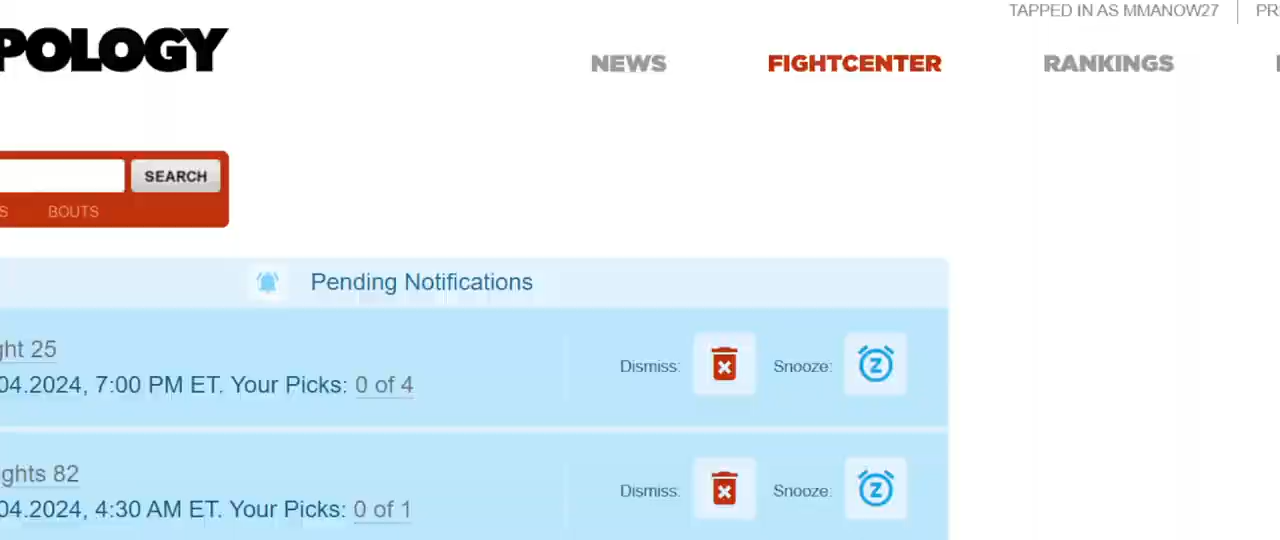 TAPPED IN AS MMANOW27
POLOGY
NEWS FIGHTCENTER RANKINGS
SEARCH
BOUTS
Pending Notifications
ght 25
04.2024, 7:00 PM ET. Your Picks: 0 of 4
Dismiss: Snooze:
ghts 82
04.2024, 4:30 AM ET. Your Picks: 0 of 1
Dismiss: Snooze: